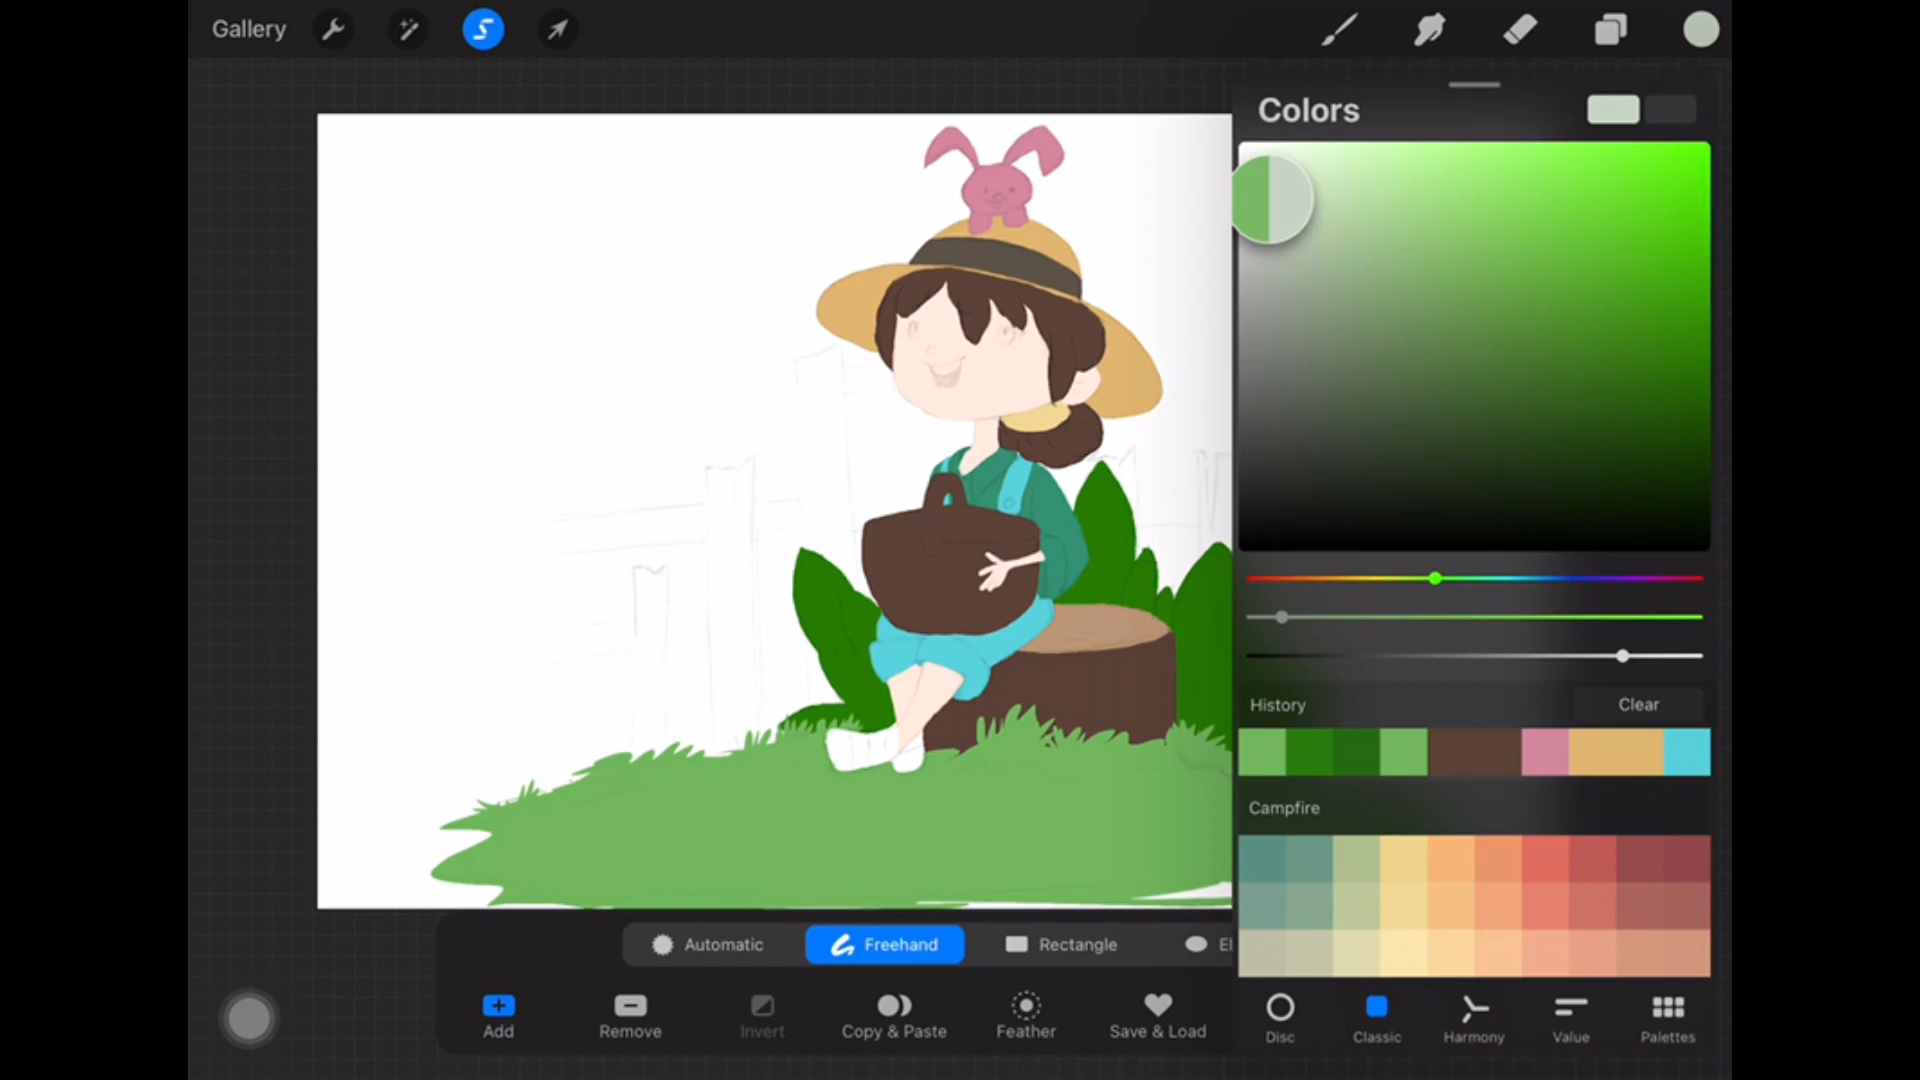 Gallery
Colors
History
Clear
Campfire
Automatic
Freehand
Rectangle
El
Add
Remove
Invert
Copy & Paste
Feather
Save & Load
Disc
Classic
Harmony
Value
Palettes